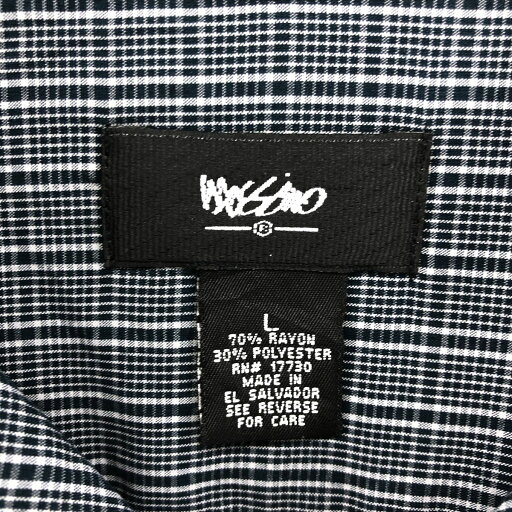 Mossimo
®
L
70% RAYON
30% POLYESTER
RN# 17730
MADE IN
EL SALVADOR
SEE REVERSE
FOR CARE